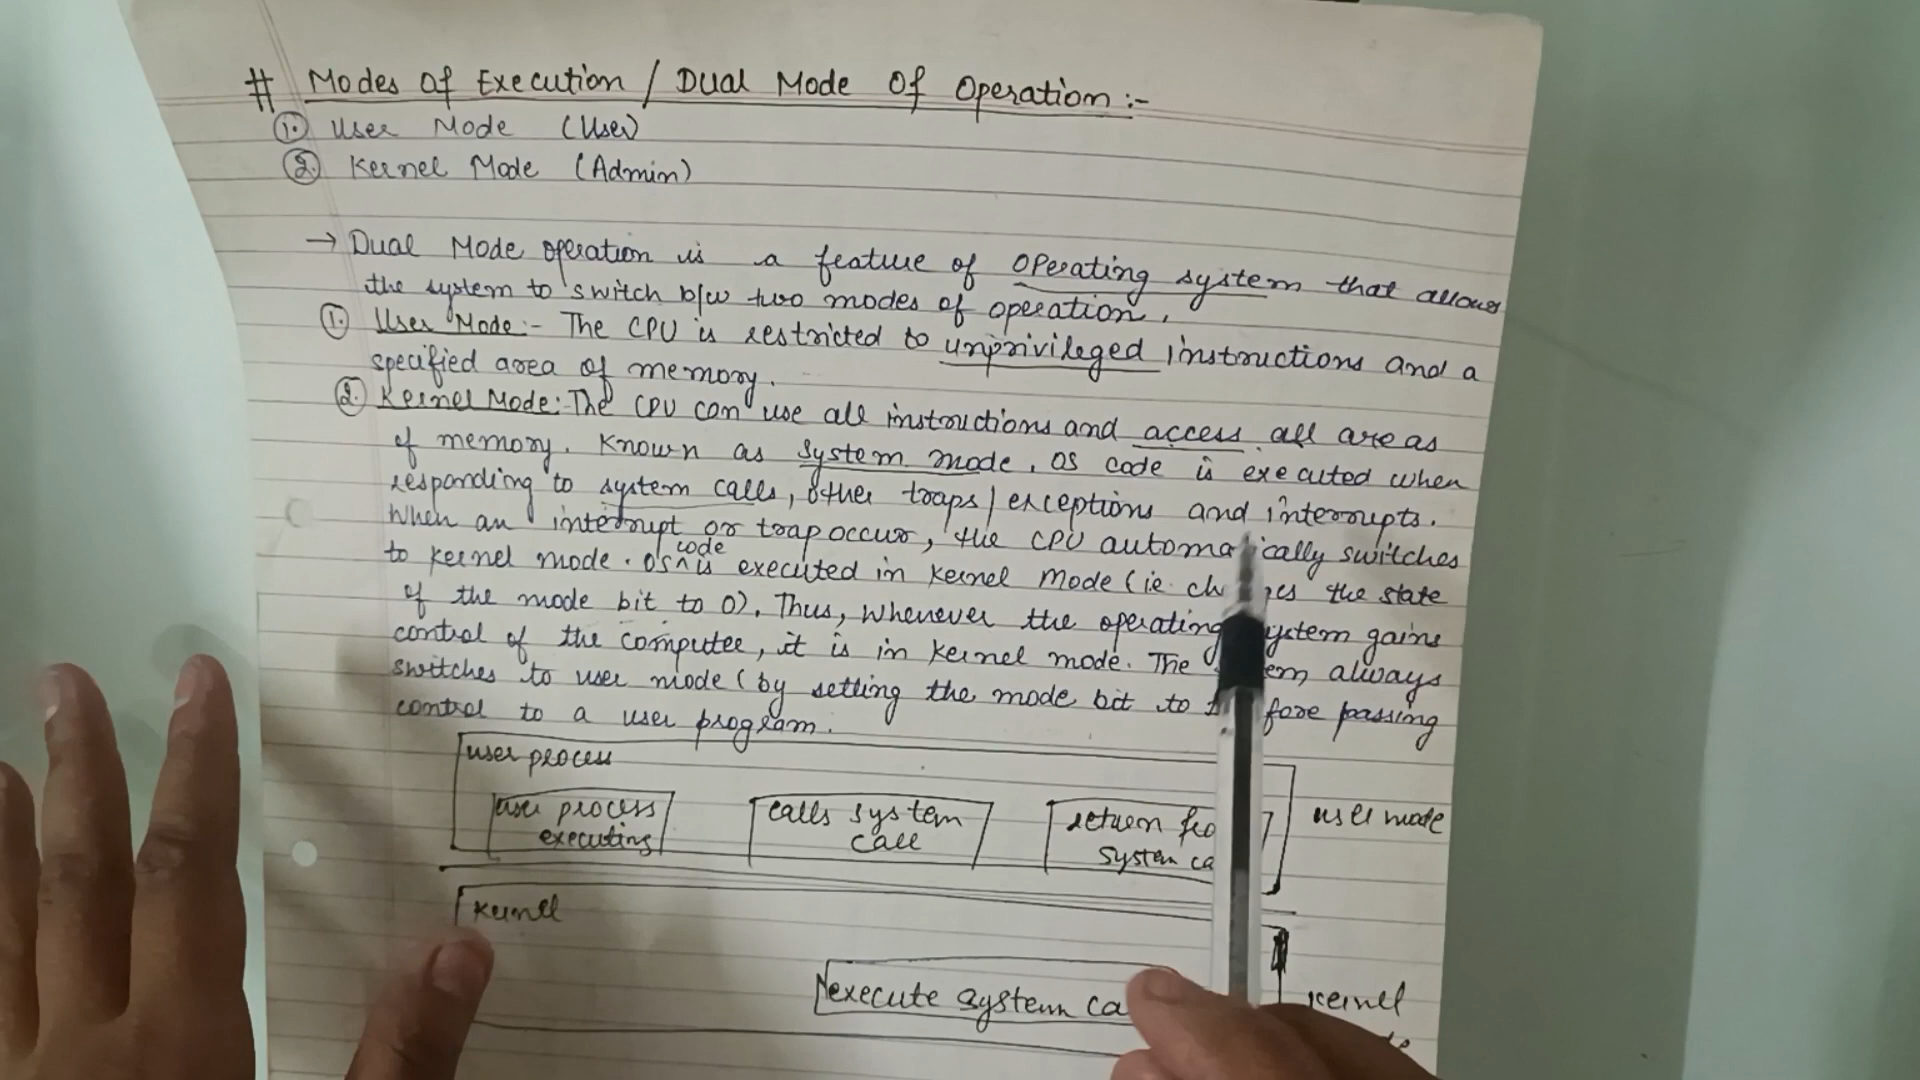 # Modes Of Execution / Dual Mode Of Operation :-
1. User Mode (User)
2. Kernel Mode (Admin)
→ Dual Mode operation is a feature of Operating system that allows
the system to switch b/w two modes of operation.
1. User Mode:- The CPU is restricted to unprivileged instructions and a
specified area of memory.
2. Kernel Mode:- The CPU can use all instructions and access all areas
of memory. Known as system mode. OS code is executed when
responding to system calls, other traps/exceptions and interrupts.
When an interrupt or trap occur, the CPU automatically switches
to kernel mode. OS code is executed in kernel mode (ie. the state
of the mode bit to 0). Thus, whenever the operating system gains
control of the computer, it is in kernel mode. The always
switches to user mode (by setting the mode bit to passing
control to a user program.
user process
user process executing
calls system call
return system
user mode
Kernel
execute system
kernel